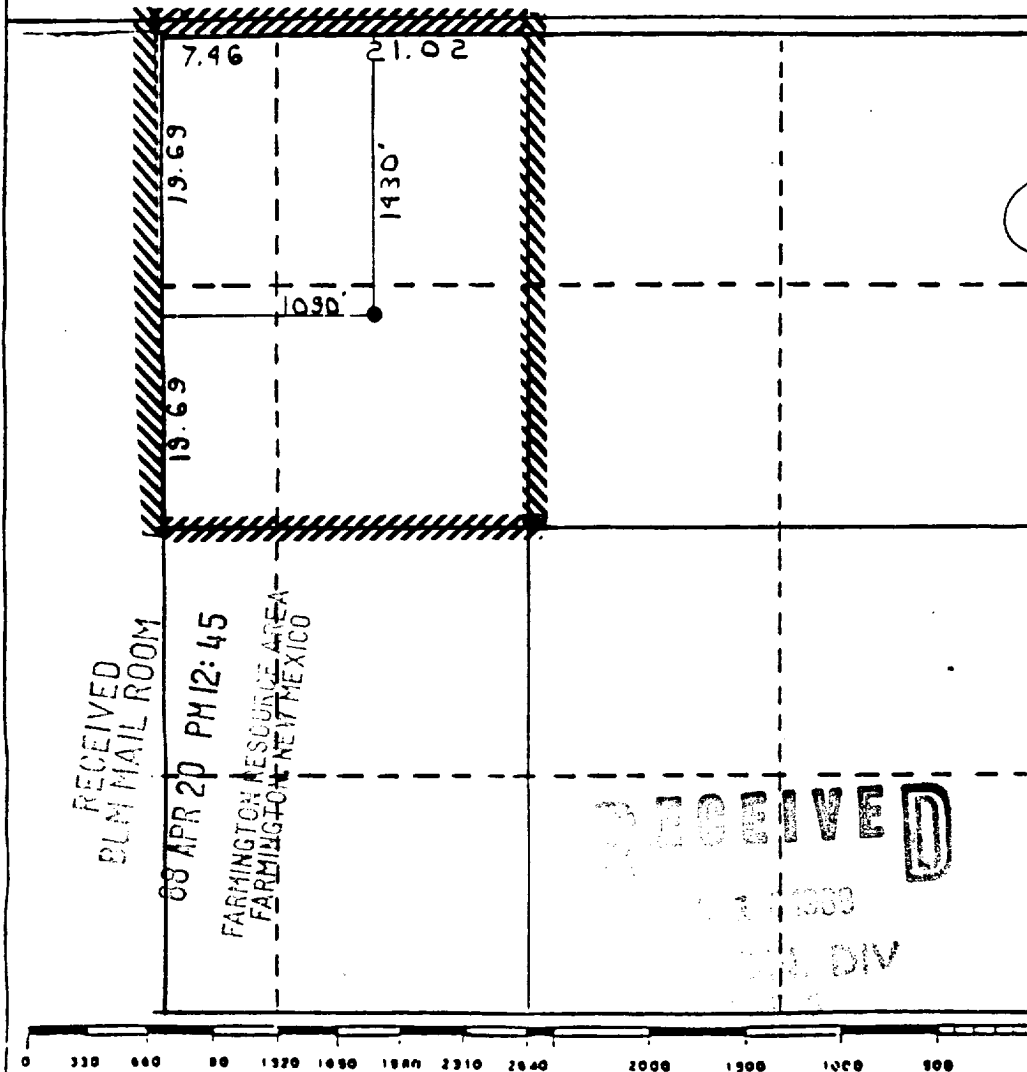 7.46 21.02
19.69
1430'
1090'
19.69
RECEIVED
BLM MAIL ROOM
88 APR 20 PM 12:45
FARMINGTON RESOURCE AREA
FARMINGTON NEW MEXICO
RECEIVED
DIV
0 330 660 90 1320 1650 1980 2310 2640 2000 1500 1000 500